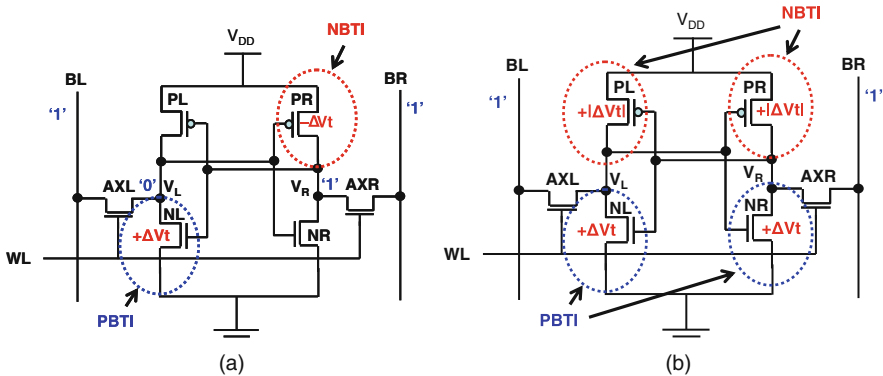 NBTI
V_DD
BL
BR
'1'
PL
PR
–ΔVt
'1'
AXL
'0'
V_L
V_R
'1'
AXR
NL
NR
+ΔVt
WL
PBTI
(a)
NBTI
V_DD
BL
BR
'1'
PL
PR
'1'
+|ΔVt|
+|ΔVt|
AXL
V_L
V_R
AXR
NL
NR
+ΔVt
+ΔVt
WL
PBTI
(b)